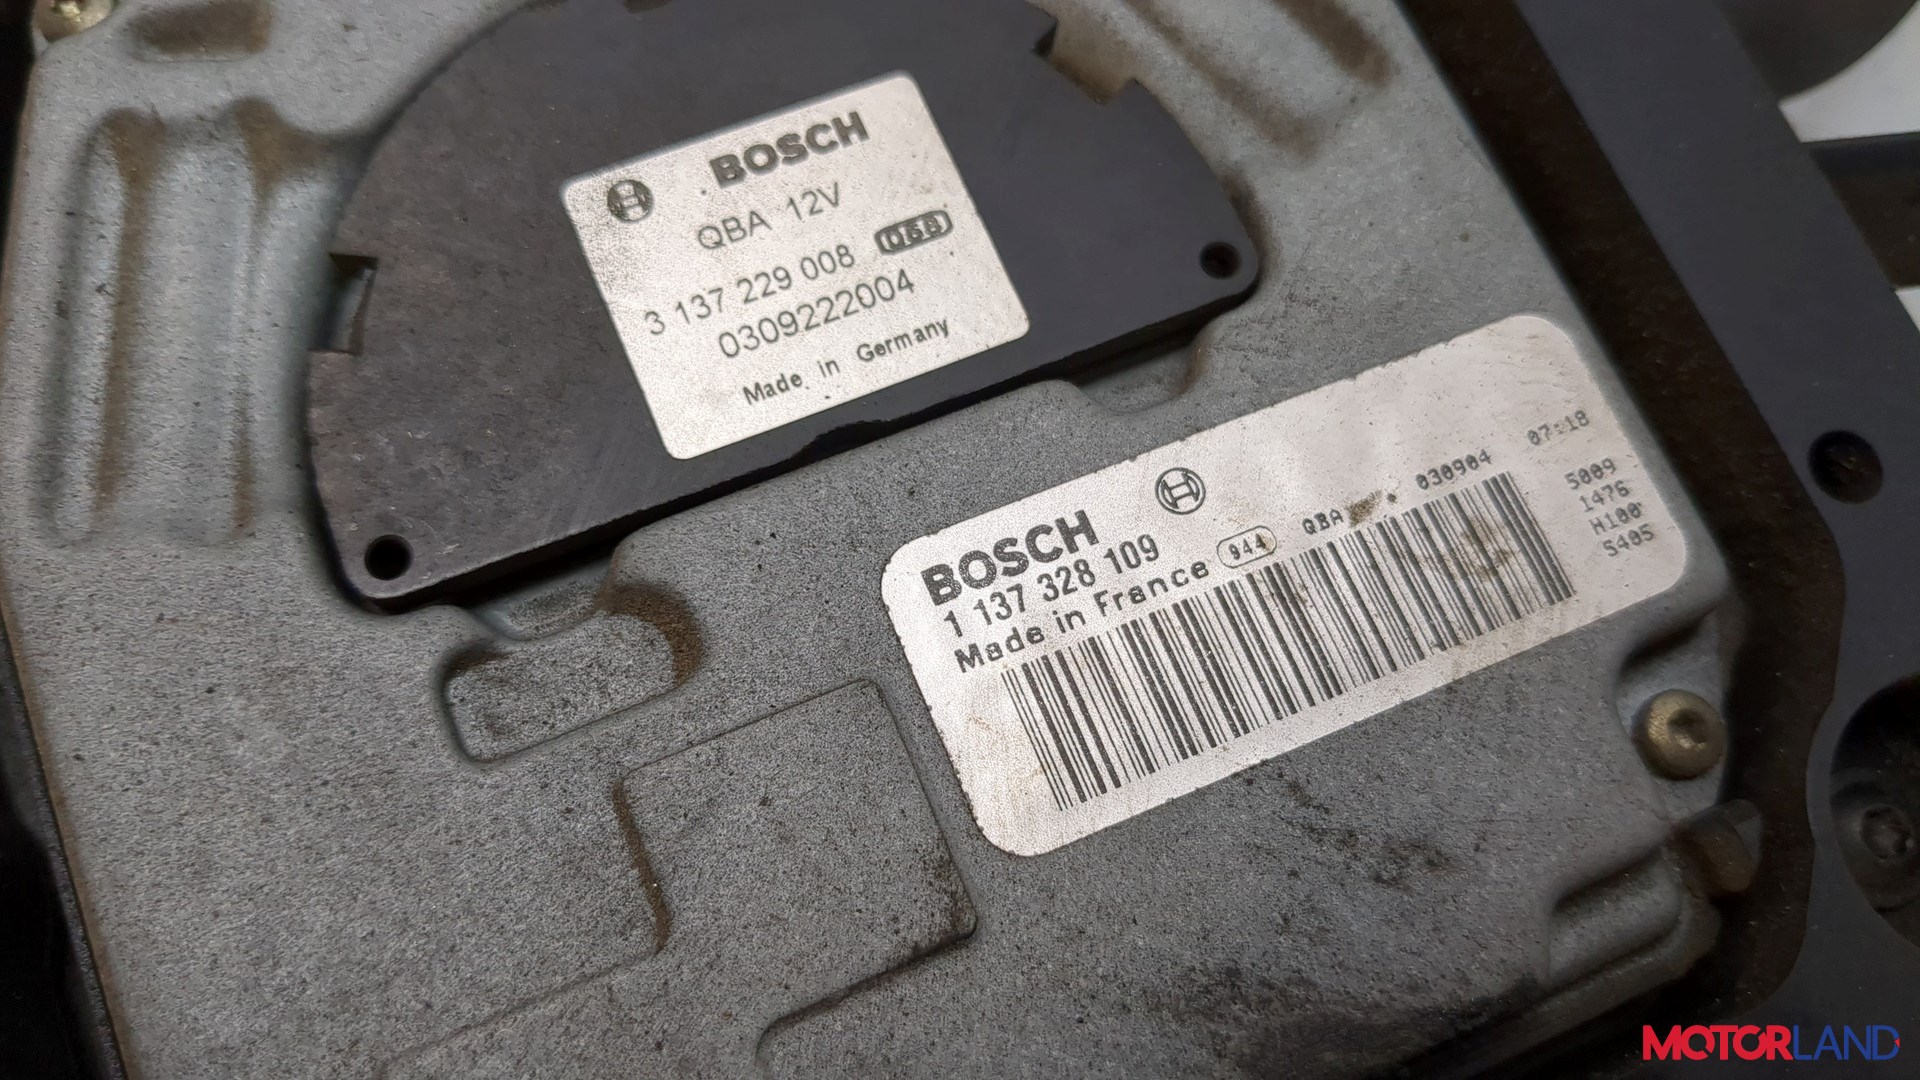 BOSCH
QBA 12V
3 137 229 008
0309222004
Made in Germany
BOSCH
1 137 328 109
Made in France 944 QBA 030904 07:18
5009
1476
H100
5405
MOTORLAND